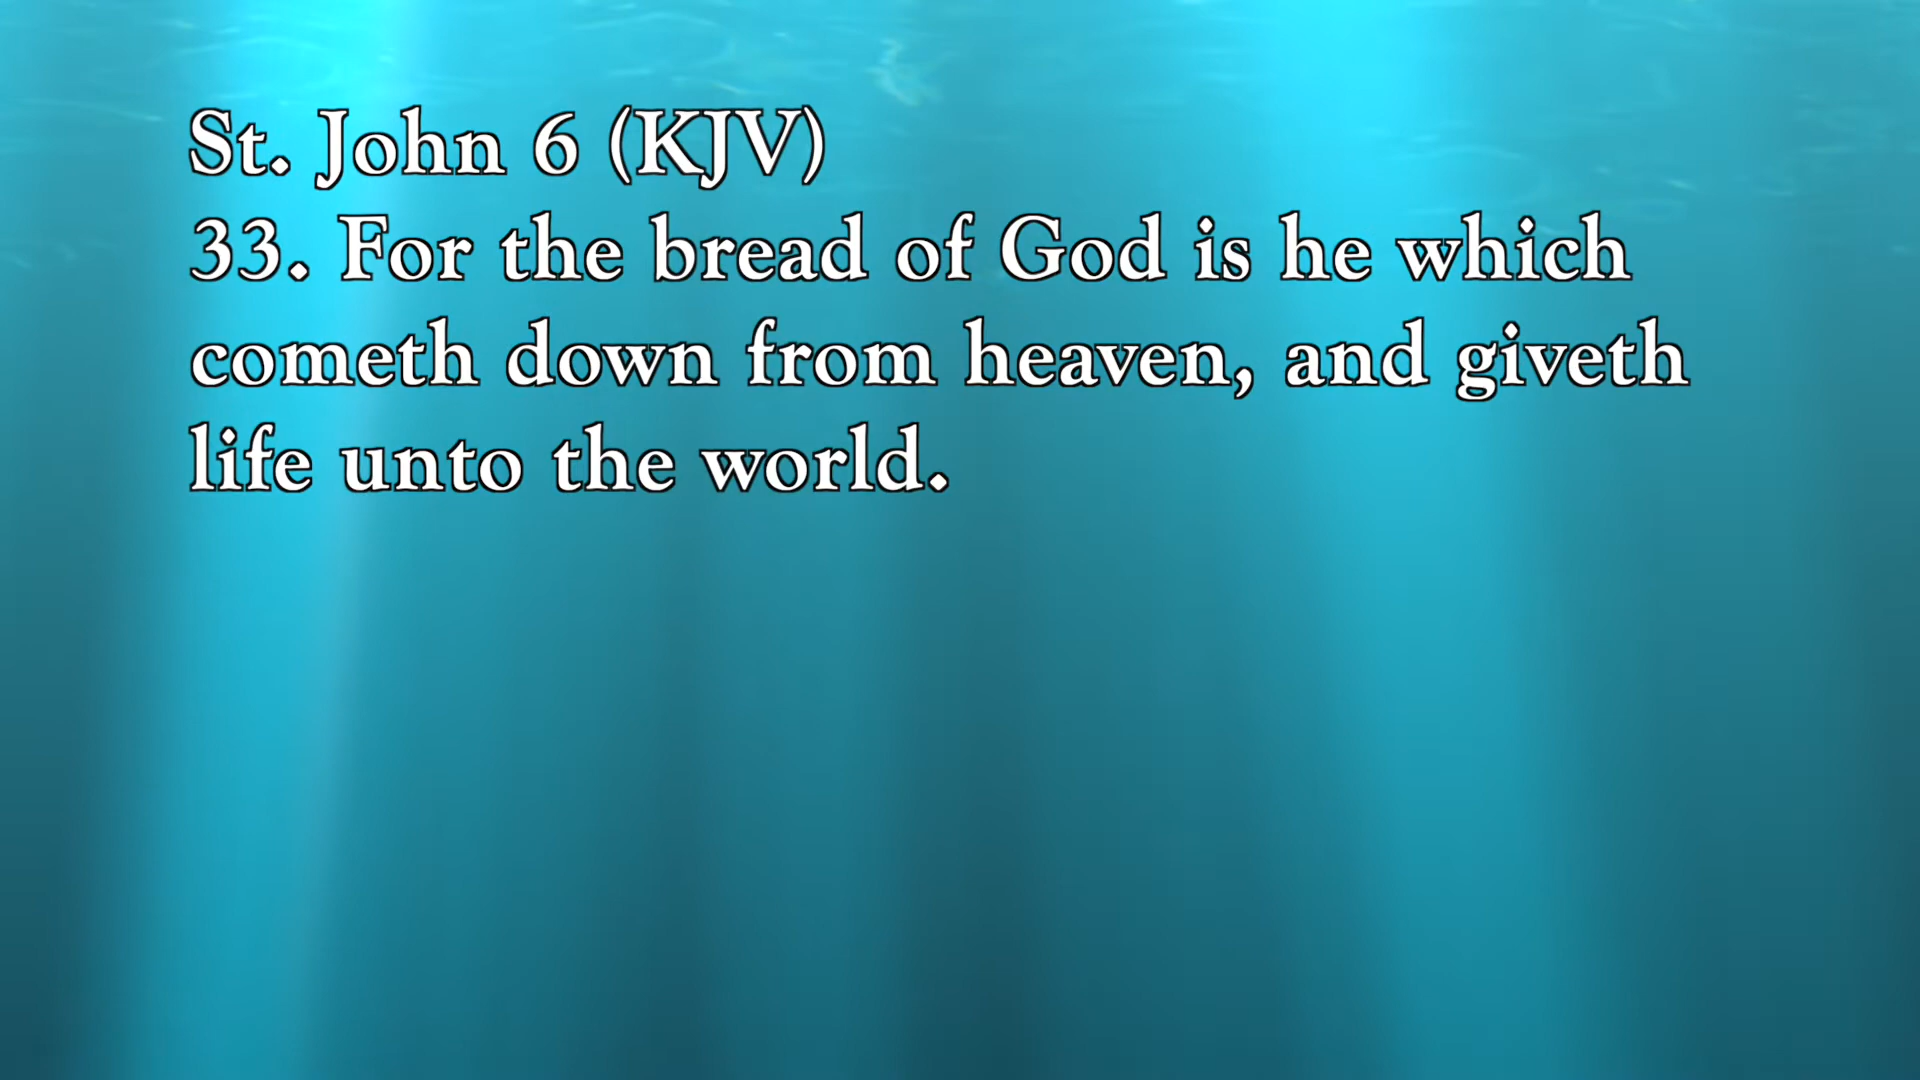 St. John 6 (KJV)
33. For the bread of God is he which
cometh down from heaven, and giveth
life unto the world.